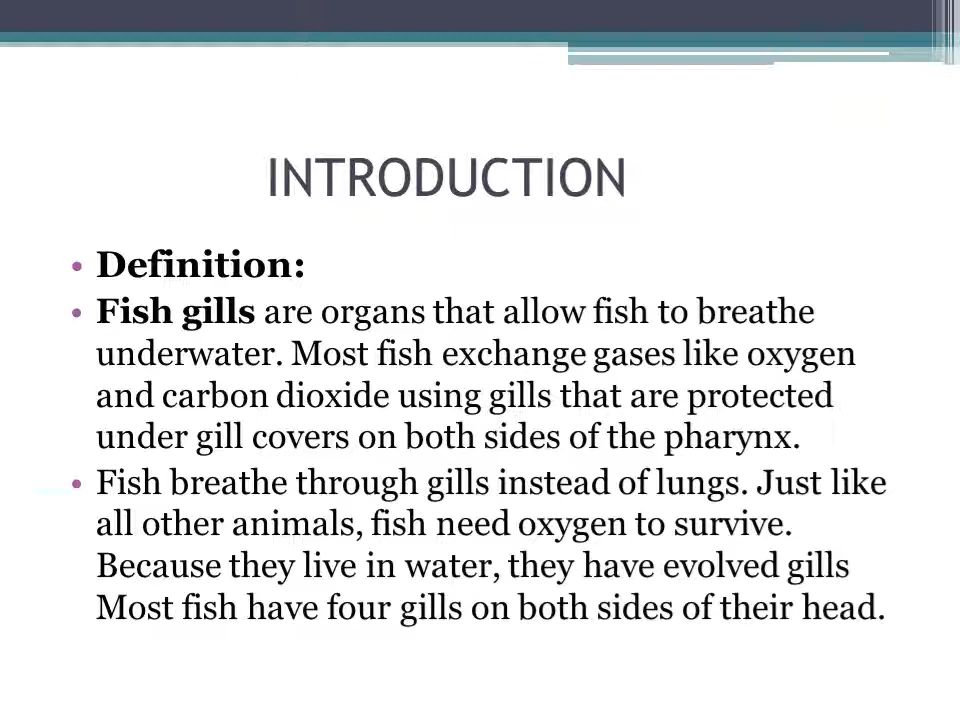 INTRODUCTION
• Definition:
• Fish gills are organs that allow fish to breathe
underwater. Most fish exchange gases like oxygen
and carbon dioxide using gills that are protected
under gill covers on both sides of the pharynx.
• Fish breathe through gills instead of lungs. Just like
all other animals, fish need oxygen to survive.
Because they live in water, they have evolved gills
Most fish have four gills on both sides of their head.